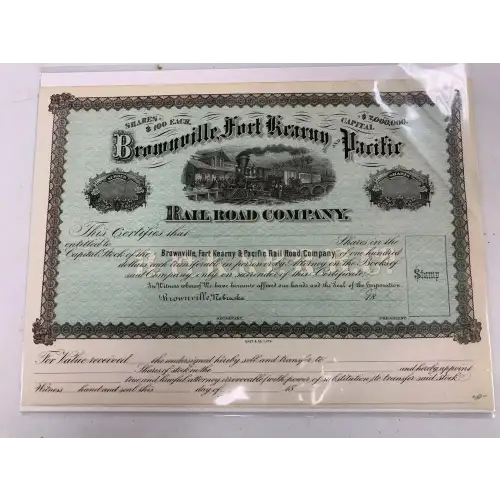 SHARES $100 EACH.
CAPITAL $2,000,000.
Brownville, Fort Kearny and Pacific
RAIL ROAD COMPANY.
This Certifies that
entitled to Shares in the
Capital Stock of the Brownville, Fort Kearny & Pacific Rail Road Company of one hundred
dollars each transferable in person or by Attorney on the Books of
said Company only on surrender of this Certificate.
In Witness whereof We have hereunto affixed our hands and the Seal of the Corporation
Brownville, Nebraska 18
Stamp
SECRETARY.
PRESIDENT.
For Value received the undersigned hereby sell and transfer to
Shares of stock in the and hereby appoint
true and lawful attorney irrevocable, with power of substitution, to transfer said stock.
Witness hand and seal this day of 18